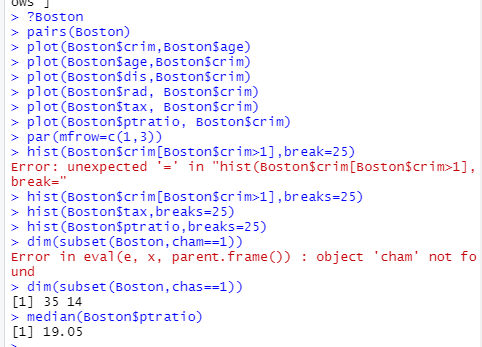 ows ]
> ?Boston
> pairs(Boston)
> plot(Boston$crim,Boston$age)
> plot(Boston$age,Boston$crim)
> plot(Boston$dis,Boston$crim)
> plot(Boston$rad, Boston$crim)
> plot(Boston$tax, Boston$crim)
> plot(Boston$ptratio, Boston$crim)
> par(mfrow=c(1,3))
> hist(Boston$crim[Boston$crim>1],break=25)
Error: unexpected '=' in "hist(Boston$crim[Boston$crim>1],
break="
> hist(Boston$crim[Boston$crim>1],breaks=25)
> hist(Boston$tax,breaks=25)
> hist(Boston$ptratio,breaks=25)
> dim(subset(Boston,cham==1))
Error in eval(e, x, parent.frame()) : object 'cham' not fo
und
> dim(subset(Boston,chas==1))
[1] 35 14
> median(Boston$ptratio)
[1] 19.05
>